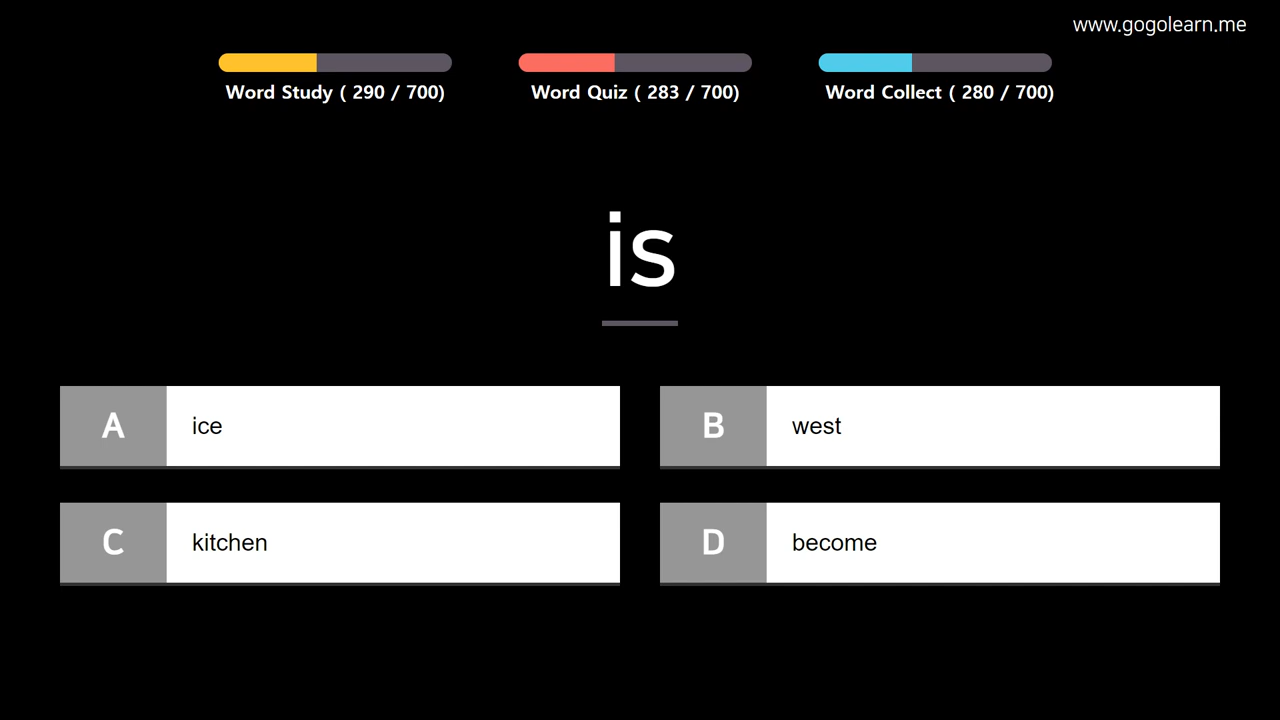 www.gogolearn.me
Word Study ( 290 / 700)
Word Quiz ( 283 / 700)
Word Collect ( 280 / 700)
is
A ice
B west
C kitchen
D become